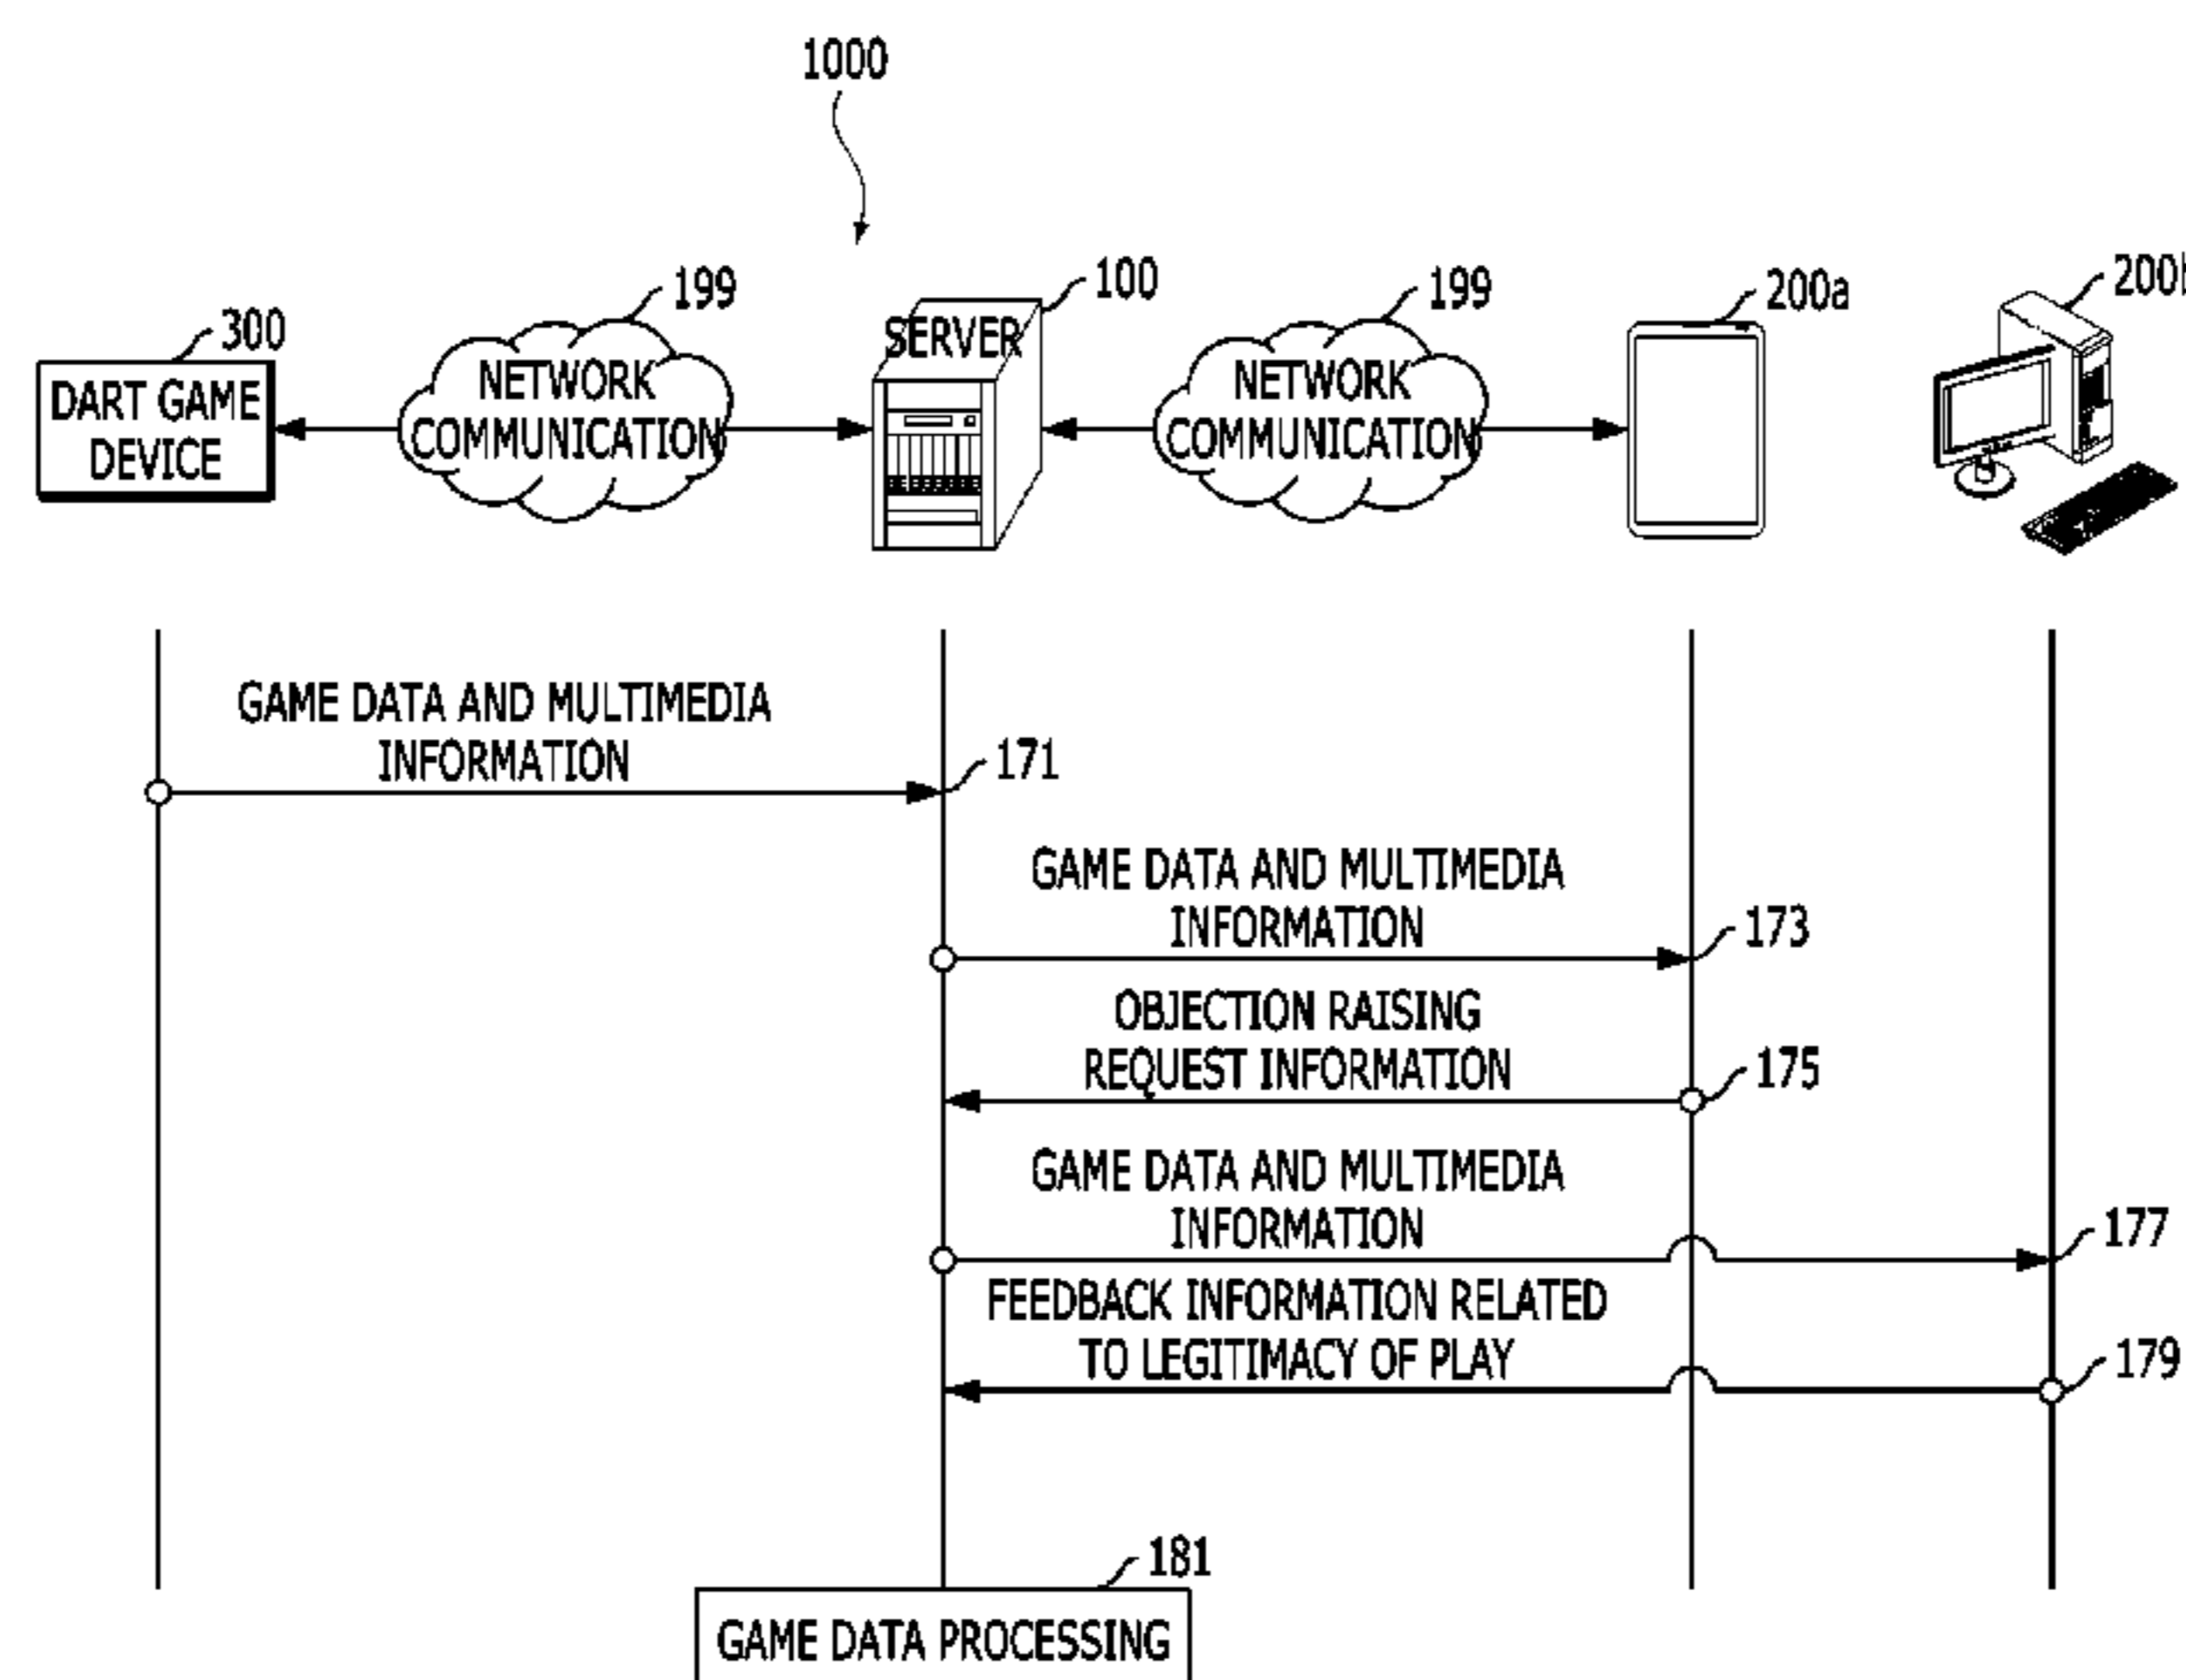 1000
199
100
199
200a
200b
300
SERVER
DART GAME
DEVICE
NETWORK
COMMUNICATION
NETWORK
COMMUNICATION
GAME DATA AND MULTIMEDIA
INFORMATION
171
GAME DATA AND MULTIMEDIA
INFORMATION
173
OBJECTION RAISING
REQUEST INFORMATION
175
GAME DATA AND MULTIMEDIA
INFORMATION
177
FEEDBACK INFORMATION RELATED
TO LEGITIMACY OF PLAY
179
181
GAME DATA PROCESSING